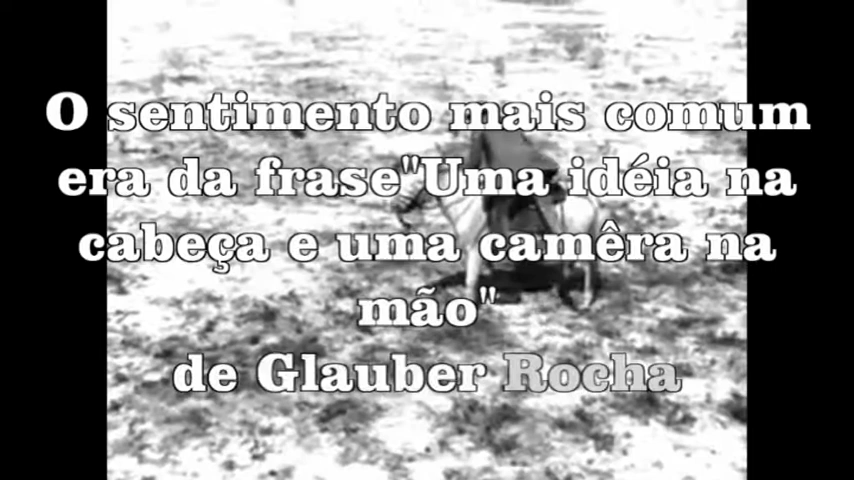 O sentimento mais comum
era da frase"Uma idéia na
cabeça e uma camêra na
mão"
de Glauber Rocha